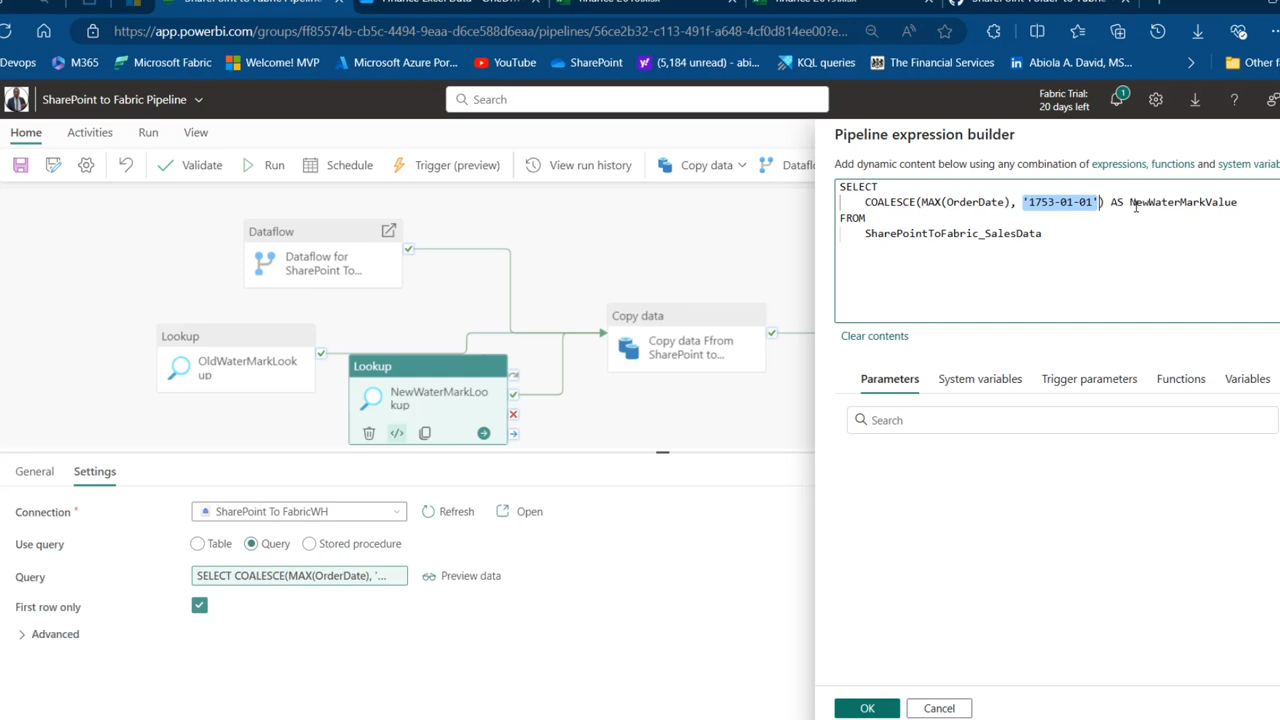 https://app.powerbi.com/groups/ff85574b-cb5c-4494-9eaa-d6ce588d6eaa/pipelines/56ce2b32-c113-491f-a648-4cf0d814ee00?e...
Devops
M365
Microsoft Fabric
Welcome! MVP
Microsoft Azure Por...
YouTube
SharePoint
(5,184 unread) - abi...
KQL queries
The Financial Services
Abiola A. David, MS...
Other f
SharePoint to Fabric Pipeline
Search
Fabric Trial:
20 days left
1
Home
Activities
Run
View
Validate
Run
Schedule
Trigger (preview)
View run history
Copy data
Dataflo
Dataflow
Dataflow for
SharePoint To...
Lookup
OldWaterMarkLook
up
Lookup
NewWaterMarkLoo
kup
Copy data
Copy data Ffrom
SharePoint to...
General
Settings
Connection
SharePoint To FabricWH
Refresh
Open
Use query
Table
Query
Stored procedure
Query
SELECT COALESCE(MAX(OrderDate), '...
Preview data
First row only
Advanced
Pipeline expression builder
Add dynamic content below using any combination of expressions, functions and system variab
SELECT
COALESCE(MAX(OrderDate), '1753-01-01') AS NewWaterMarkValue
FROM
SharePointToFabric_SalesData
Clear contents
Parameters
System variables
Trigger parameters
Functions
Variables
Search
OK
Cancel